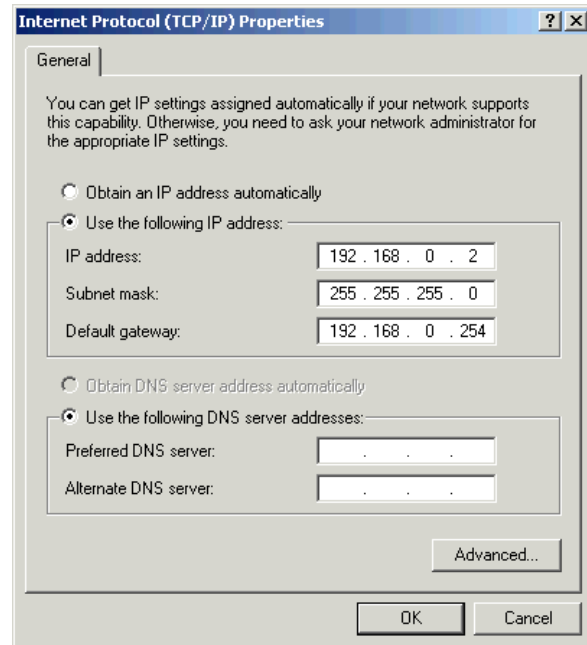 Internet Protocol (TCP/IP) Properties
General
You can get IP settings assigned automatically if your network supports
this capability. Otherwise, you need to ask your network administrator for
the appropriate IP settings.
Obtain an IP address automatically
Use the following IP address:
IP address: 192 . 168 . 0 . 2
Subnet mask: 255 . 255 . 255 . 0
Default gateway: 192 . 168 . 0 . 254
Obtain DNS server address automatically
Use the following DNS server addresses:
Preferred DNS server: . . .
Alternate DNS server: . . .
Advanced...
OK Cancel